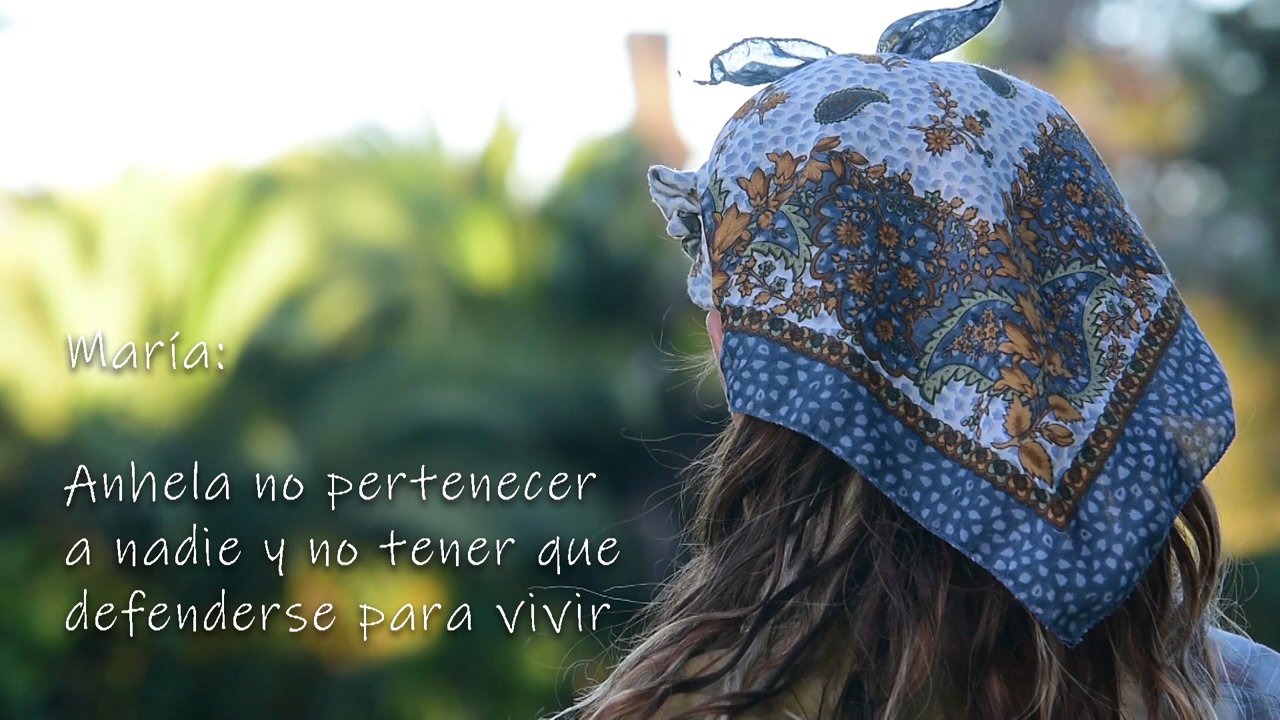 María:
Anhela no pertenecer
a nadie y no tener que
defenderse para vivir